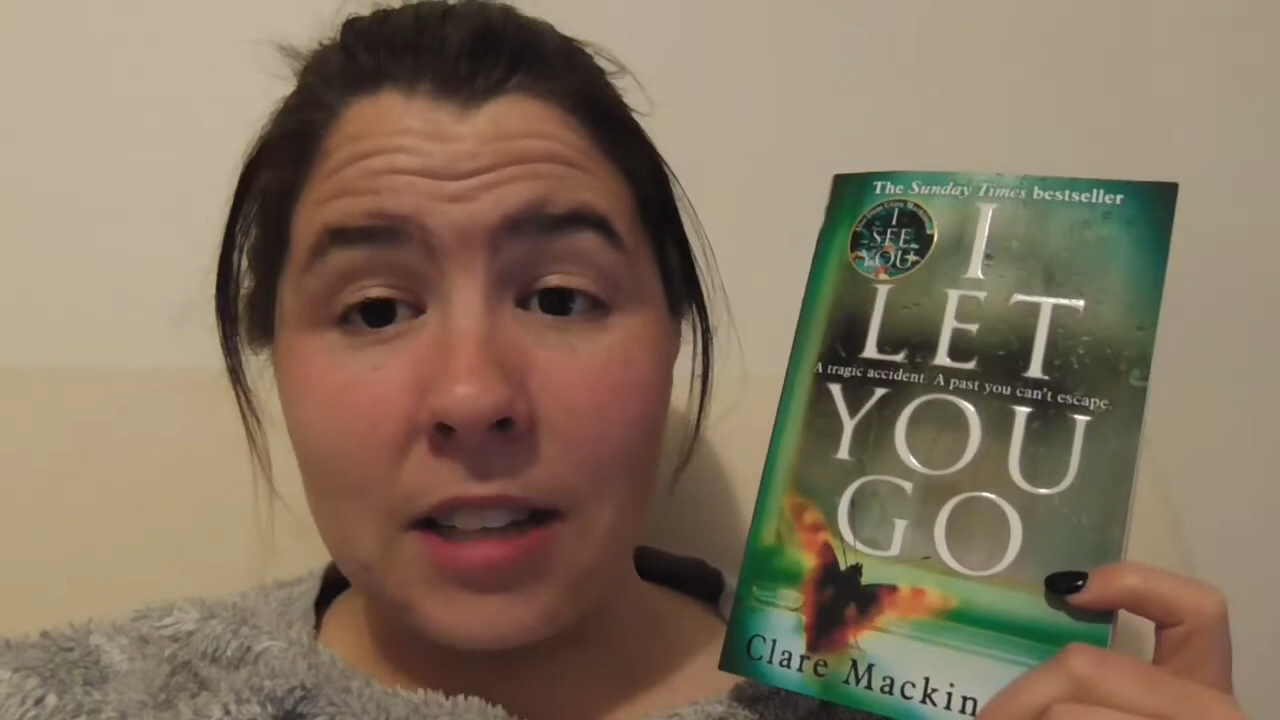 The Sunday Times bestseller
I
SEE
YOU
I
LET
A tragic accident. A past you can't escape.
YOU
GO
Clare Mackin